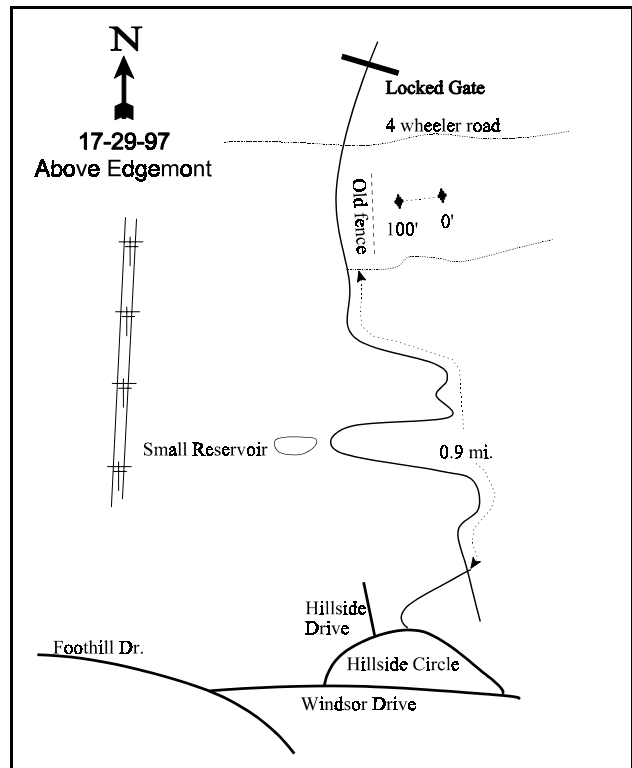 N
Locked Gate
4 wheeler road
17-29-97
Above Edgemont
Old fence
100'
0'
Small Reservoir
0.9 mi.
Hillside
Drive
Foothill Dr.
Hillside Circle
Windsor Drive